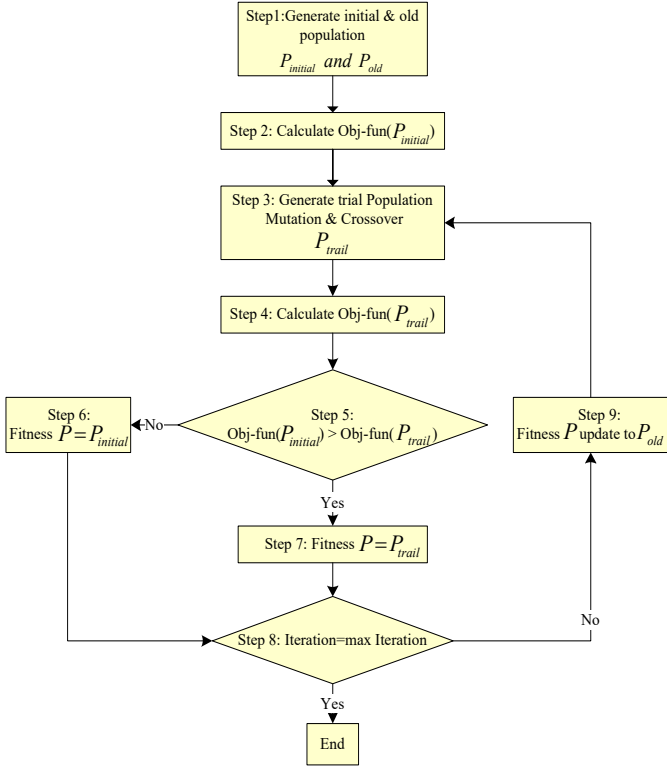 Step1:Generate initial & old
population
P_initial and P_old
Step 2: Calculate Obj-fun(P_initial)
Step 3: Generate trial Population
Mutation & Crossover
P_trail
Step 4: Calculate Obj-fun(P_trail)
Step 5:
Obj-fun(P_initial) > Obj-fun(P_trail)
No
Step 6:
Fitness P=P_initial
Yes
Step 7: Fitness P=P_trail
Step 8: Iteration=max Iteration
No
Step 9:
Fitness P update to P_old
Yes
End